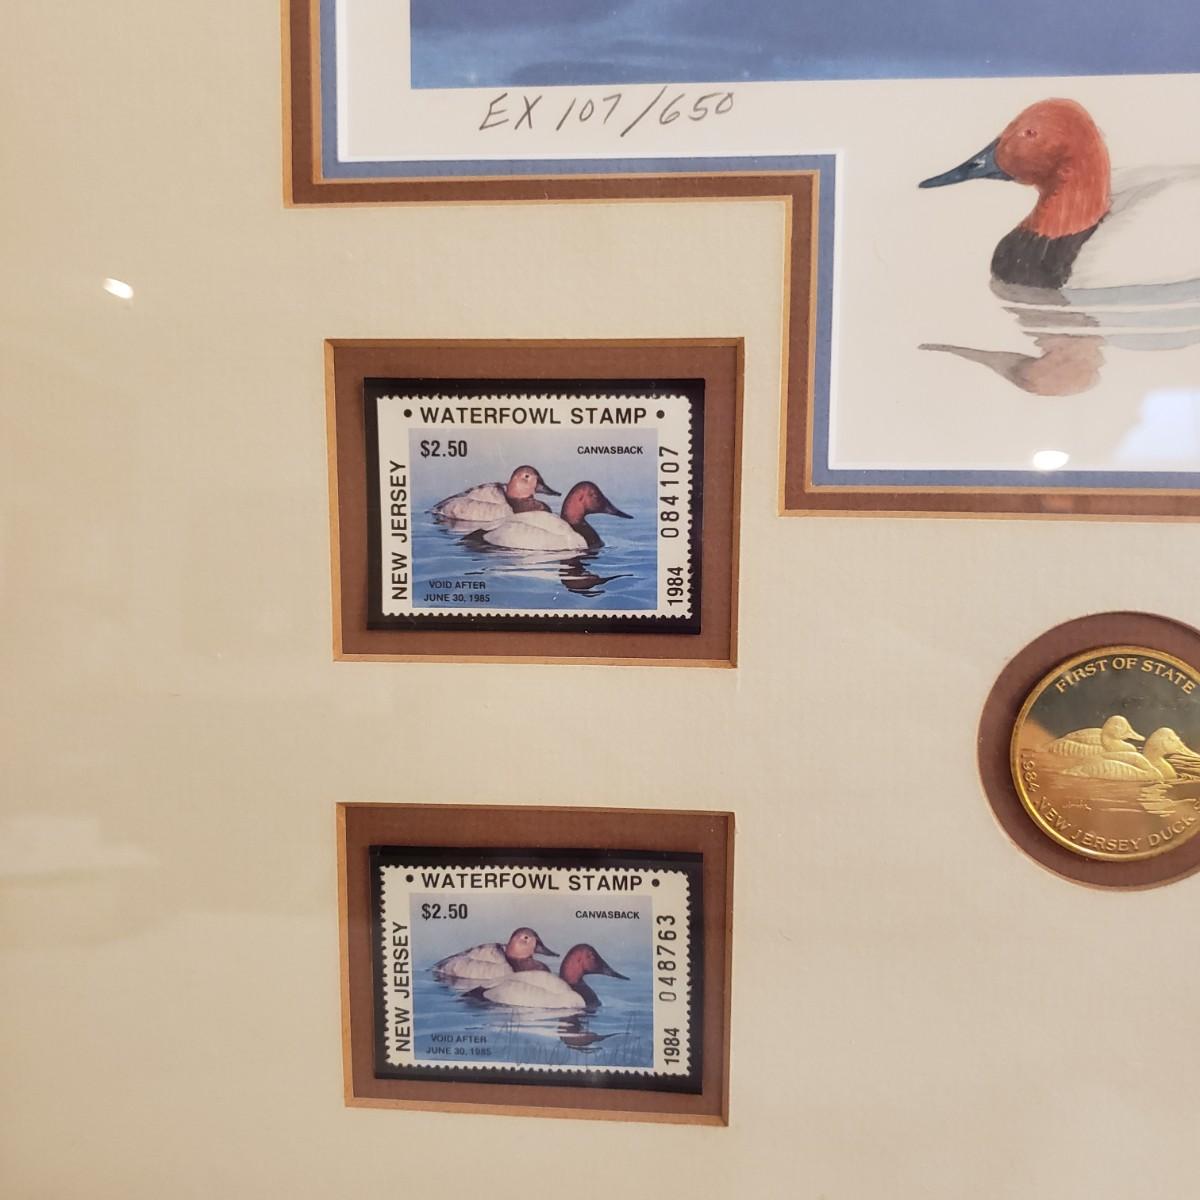 EX 107/650
• WATERFOWL STAMP •
$2.50
CANVASBACK
NEW JERSEY
VOID AFTER
JUNE 30, 1985
1984 084107
FIRST OF STATE
1984 NEW JERSEY DUCK
• WATERFOWL STAMP •
$2.50
CANVASBACK
NEW JERSEY
VOID AFTER
JUNE 30, 1985
1984 048763